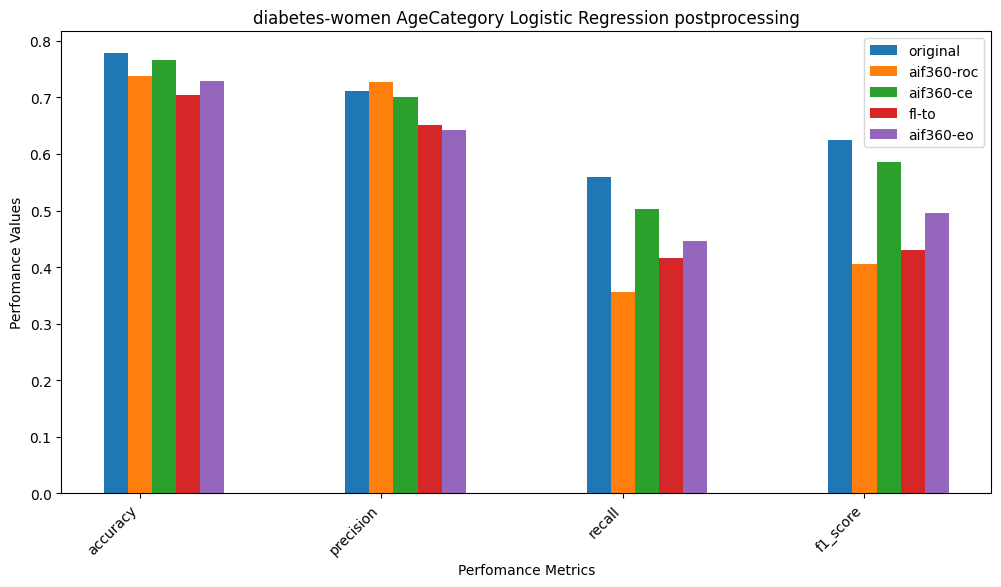 diabetes-women AgeCategory Logistic Regression postprocessing
Perfomance Values
0.8
0.7
0.6
0.5
0.4
0.3
0.2
0.1
0.0
original
aif360-roc
aif360-ce
fl-to
aif360-eo
accuracy
precision
recall
f1_score
Perfomance Metrics